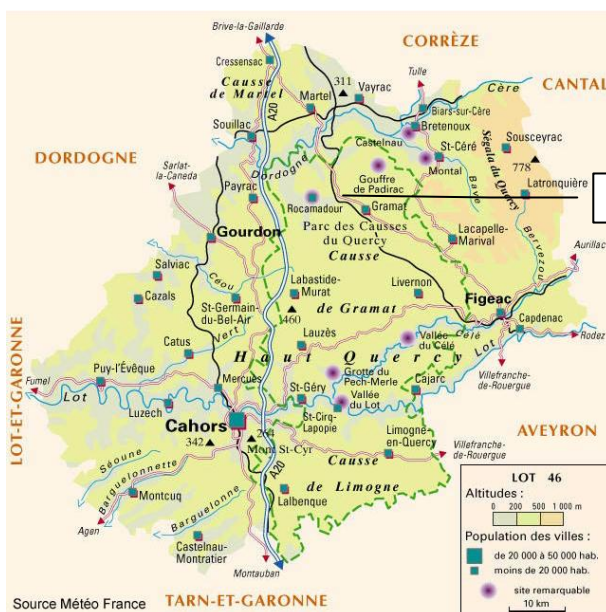 Brive-la-Gaillarde
CORRÈZE
Cressensac
Causse
de Martel
A20
311
Vayrac
Tulle
Cère
CANTAL
Martel
Biars-sur-Cère
Bretenoux
Souillac
Castelnau
St-Céré
Sousceyrac
Ségala du Quercy
DORDOGNE
Dordogne
Montal
778
Sarlat-
la-Caneda
Gouffre
de Padirac
Bave
Latronquière
Payrac
Rocamadour
Gramat
Gourdon
Parc des Causses
du Quercy
Lacapelle-
Marival
Bervezou
Aurillac
Causse
Salviac
Céou
Labastide-
Murat
Livernon
Cazals
St-Germain-
du-Bel-Air
460
de Gramat
Figeac
Vert
Lauzès
Capdenac
Catus
Vallée
du Célé
Célé
Lot
Rodez
Haut Quercy
Puy-l'Évêque
Mercuès
Grotte du
Pech-Merle
Villefranche-
de-Rouergue
Fumel
Lot
St-Géry
Vallée
du Lot
Cajarc
LOT-ET-GARONNE
Luzech
St-Cirq-
Lapopie
Cahors
264
Limogne-
en-Quercy
AVEYRON
342
Mont St-Cyr
Causse
Villefranche-
de-Rouergue
Séoune
Barguelonnette
A20
de Limogne
Montcucq
Lalbenque
Agan
Barguelonne
Castelnau-
Montratier
Montauban
Source Météo France
TARN-ET-GARONNE
LOT 46
Altitudes :
0 200 500 1 000 m
Population des villes :
de 20 000 à 50 000 hab.
moins de 20 000 hab.
site remarquable
10 km